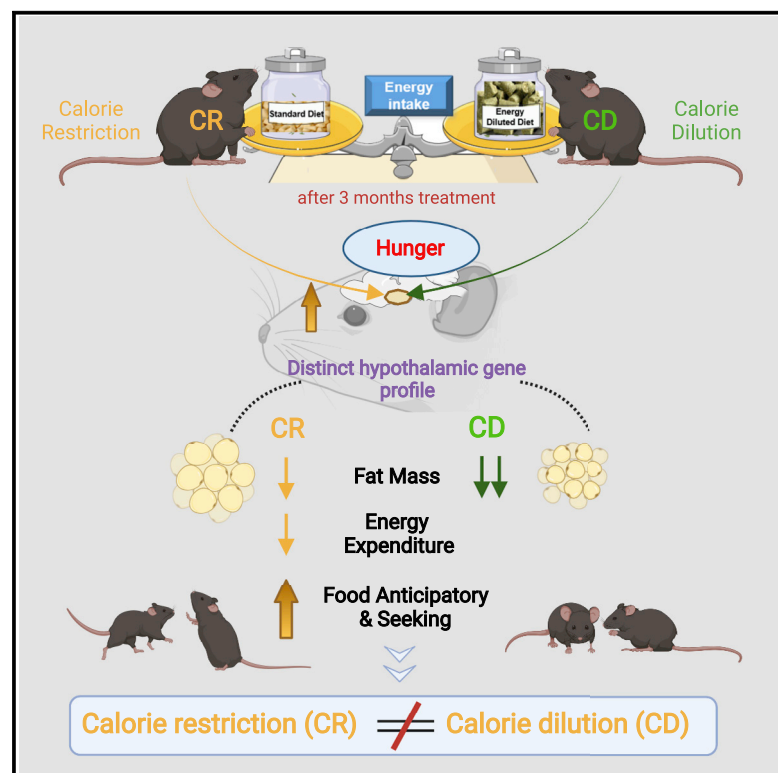 Energy
intake
Calorie
Restriction
CR
Standard Diet
Energy
Diluted Diet
CD
Calorie
Dilution
after 3 months treatment
Hunger
Distinct hypothalamic gene
profile
CR
CD
Fat Mass
Energy
Expenditure
Food Anticipatory
& Seeking
Calorie restriction (CR) ≠ Calorie dilution (CD)